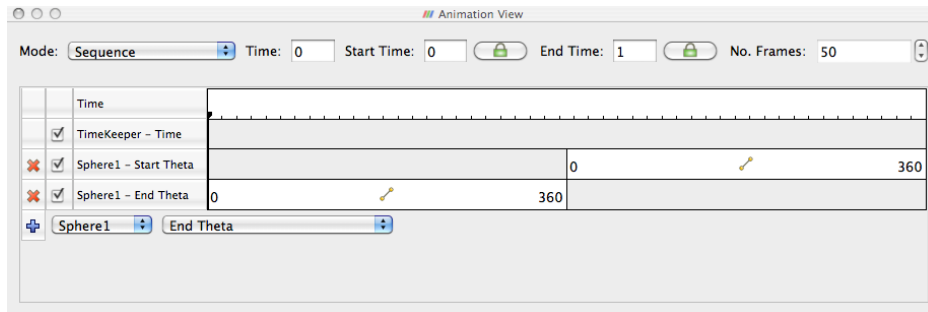 Animation View
Mode: Sequence Time: 0 Start Time: 0 End Time: 1 No. Frames: 50
Time
TimeKeeper - Time
Sphere1 - Start Theta 0 360
Sphere1 - End Theta 0 360
Sphere1 End Theta